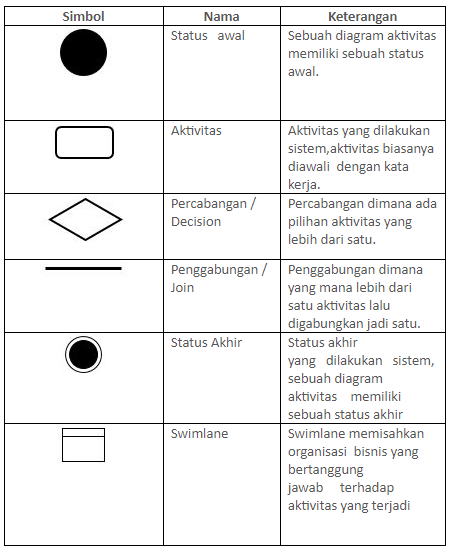 Simbol Nama Keterangan
Status awal
Sebuah diagram aktivitas
memiliki sebuah status
awal.
Aktivitas
Aktivitas yang dilakukan
sistem,aktivitas biasanya
diawali dengan kata
kerja.
Percabangan /
Decision
Percabangan dimana ada
pilihan aktivitas yang
lebih dari satu.
Penggabungan /
Join
Penggabungan dimana
yang mana lebih dari
satu aktivitas lalu
digabungkan jadi satu.
Status Akhir
Status akhir
yang dilakukan sistem,
sebuah diagram
aktivitas memiliki
sebuah status akhir
Swimlane
Swimlane memisahkan
organisasi bisnis yang
bertanggung
jawab terhadap
aktivitas yang terjadi